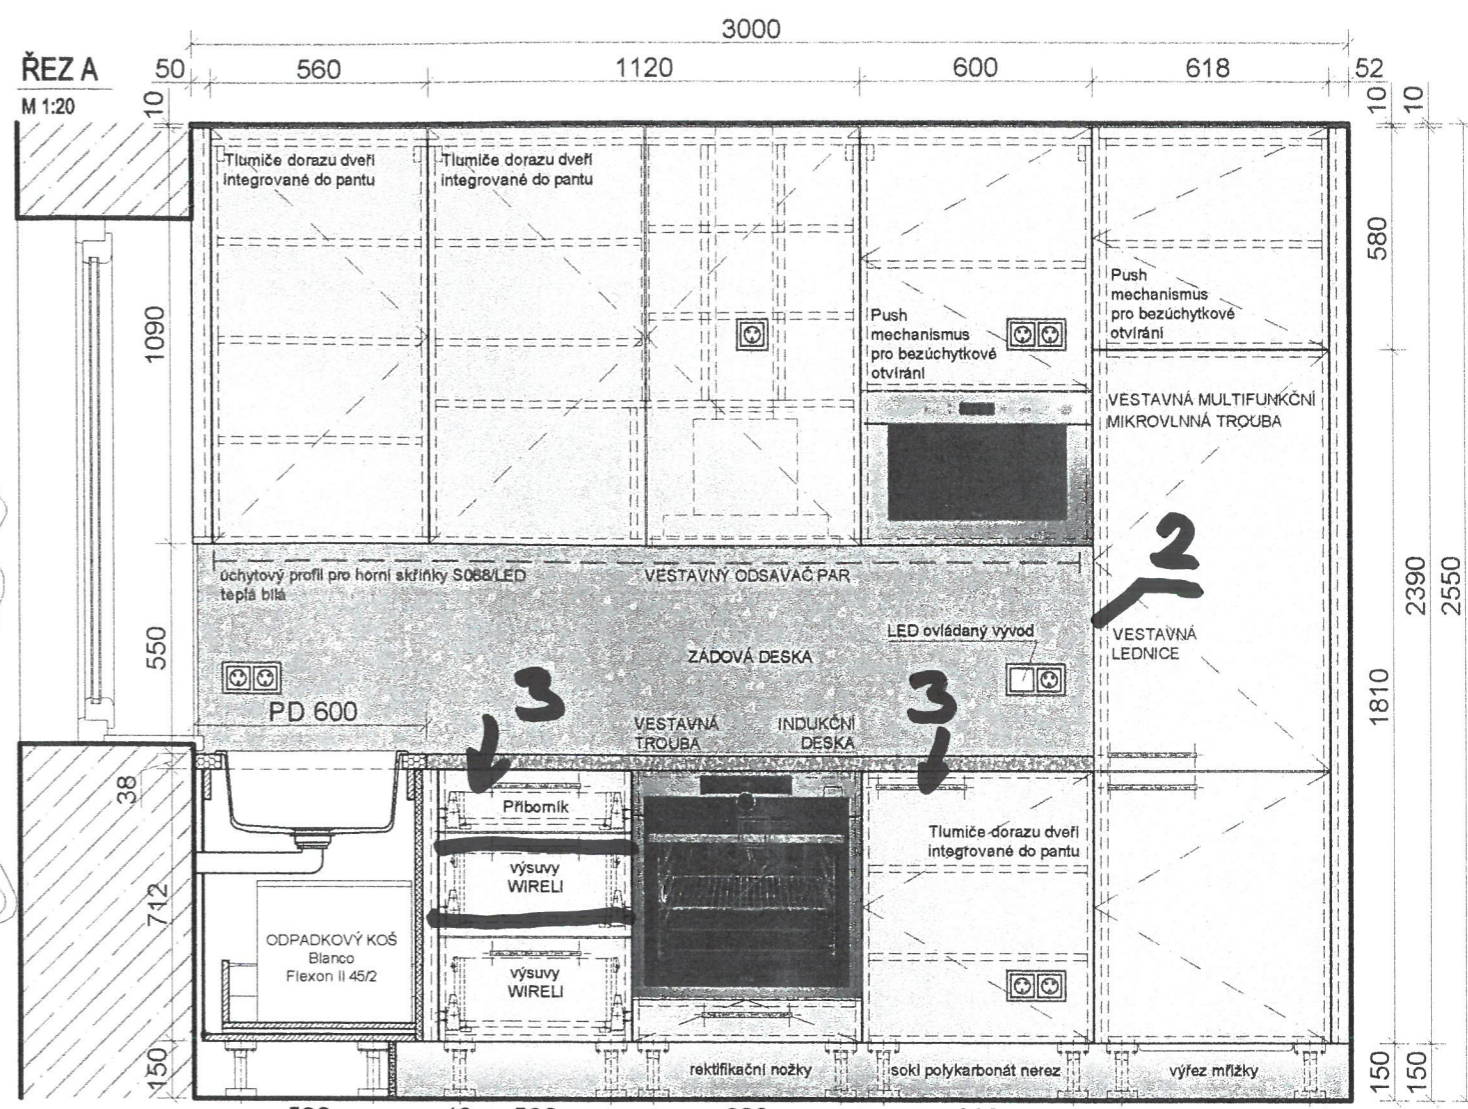 3000
ŘEZ A
50
560
1120
600
618
52
M 1:20
10
10
10
Tlumiče dorazu dveří
integrované do pantu
Tlumiče dorazu dveří
integrované do pantu
580
Push
mechanismus
pro bezúchytkové
otvírání
Push
mechanismus
pro bezúchytkové
otvírání
1090
VESTAVNÁ MULTIFUNKČNÍ
MIKROVLNNÁ TROUBA
2
úchytový profil pro horní skříňky S068/LED
teplá bílá
VESTAVNÝ ODSAVAČ PAR
2390
2550
550
LED ovládaný vývod
VESTAVNÁ
LEDNICE
ZÁDOVÁ DESKA
3
3
1810
PD 600
VESTAVNÁ
TROUBA
INDUKČNÍ
DESKA
38
Příborník
Tlumiče dorazu dveří
integrované do pantu
výsuvy
WIRELI
712
ODPADKOVÝ KOŠ
Blanco
Flexon II 45/2
výsuvy
WIRELI
150
rektifikační nožky
sokl polykarbonát nerez
výřez mřížky
150
150